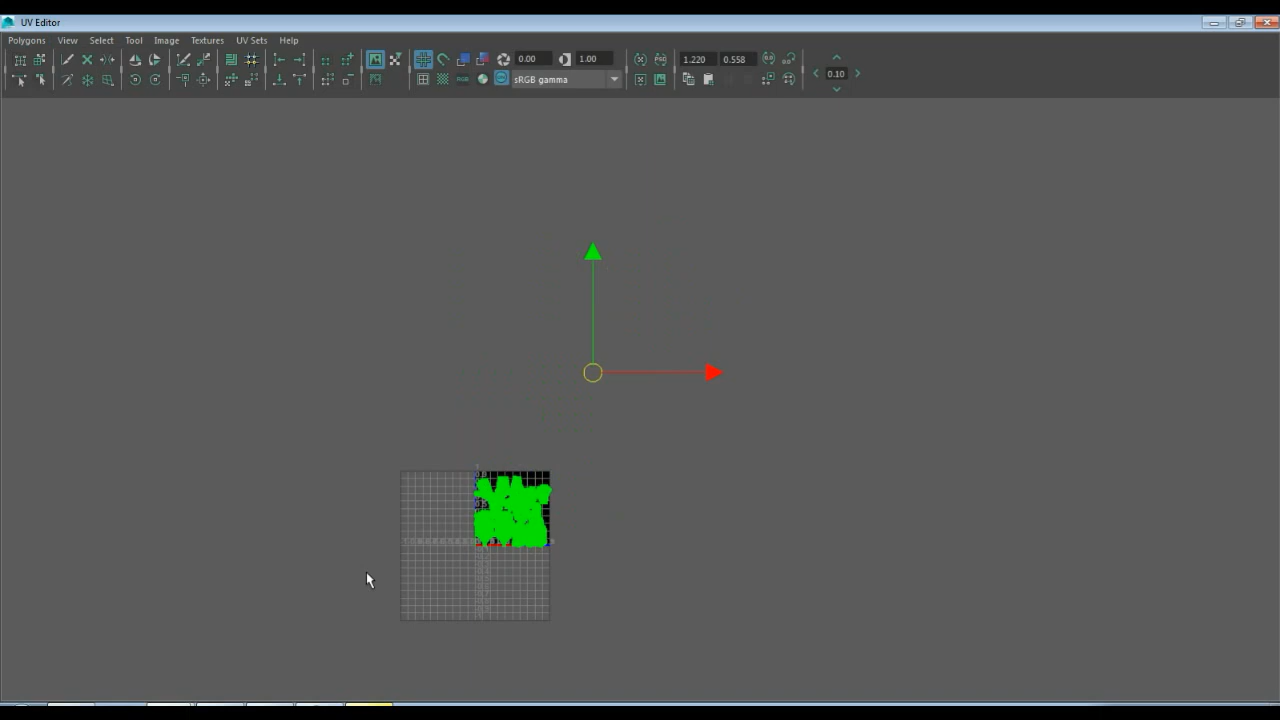 UV Editor
Polygons View Select Tool Image Textures UV Sets Help
0.00 1.00 1.220 0.558
RGB sRGB gamma 0.10